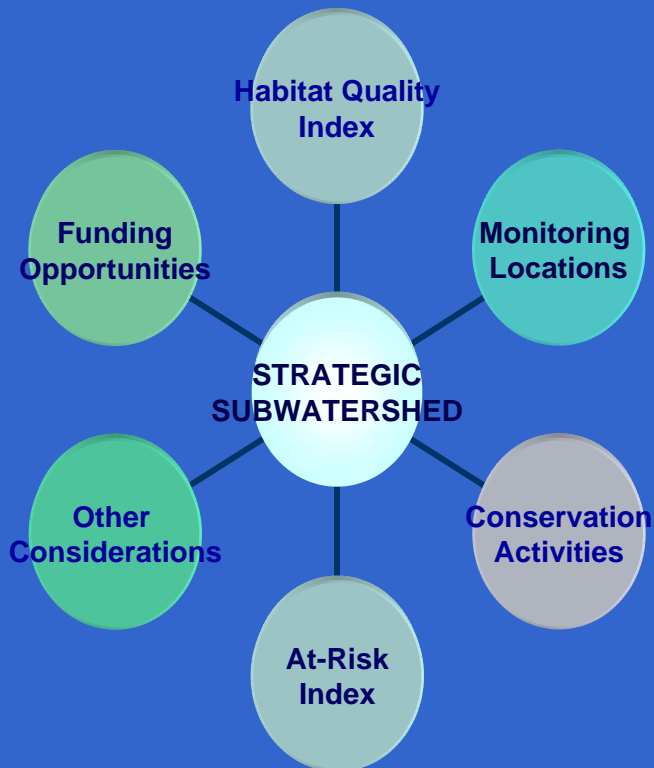 Habitat Quality
Index
Funding
Opportunities
Monitoring
Locations
STRATEGIC
SUBWATERSHED
Other
Considerations
Conservation
Activities
At-Risk
Index